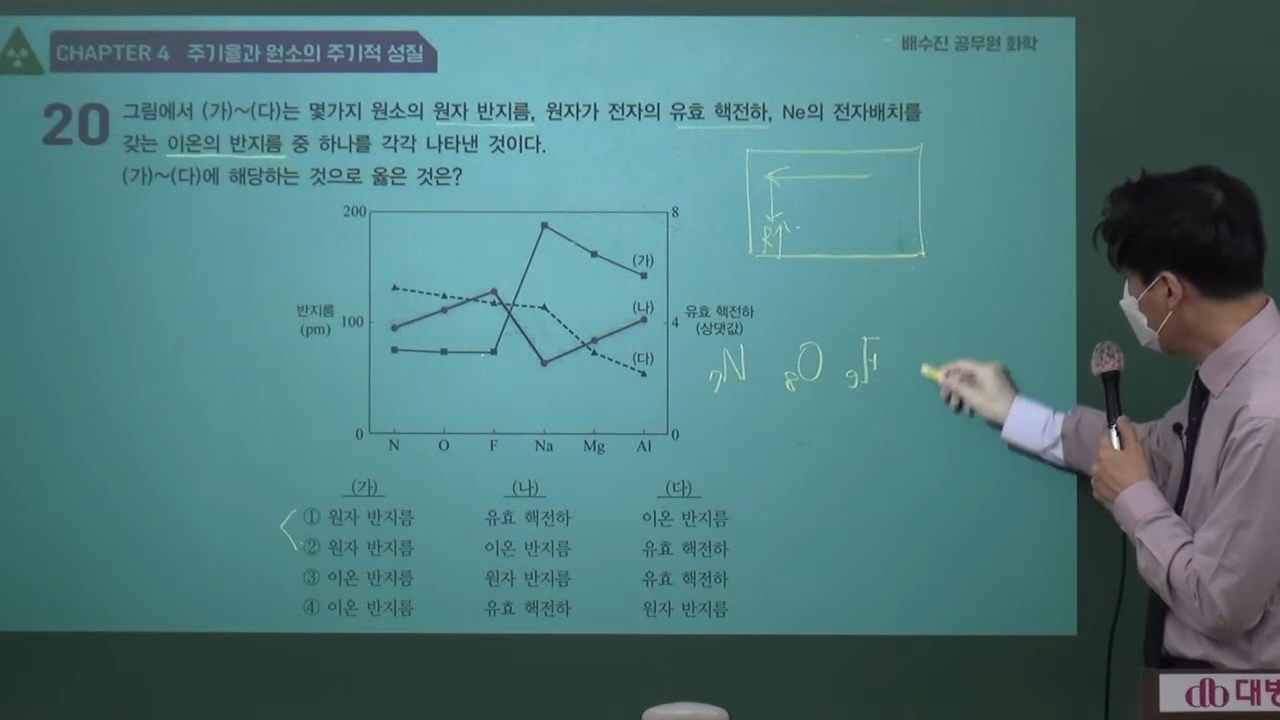 CHAPTER 4 주기율과 원소의 주기적 성질
배수진 공무원 화학
20 그림에서 (가)~(다)는 몇가지 원소의 원자 반지름, 원자가 전자의 유효 핵전하, Ne의 전자배치를
갖는 이온의 반지름 중 하나를 각각 나타낸 것이다.
(가)~(다)에 해당하는 것으로 옳은 것은?
R↑
200
8
(가)
(나)
(다)
반지름
(pm)
100
4
유효 핵전하
(상댓값)
0
0
N O F Na Mg Al
₇N ₈O ₉F
(가) (나) (다)
① 원자 반지름 유효 핵전하 이온 반지름
② 원자 반지름 이온 반지름 유효 핵전하
③ 이온 반지름 원자 반지름 유효 핵전하
④ 이온 반지름 유효 핵전하 원자 반지름